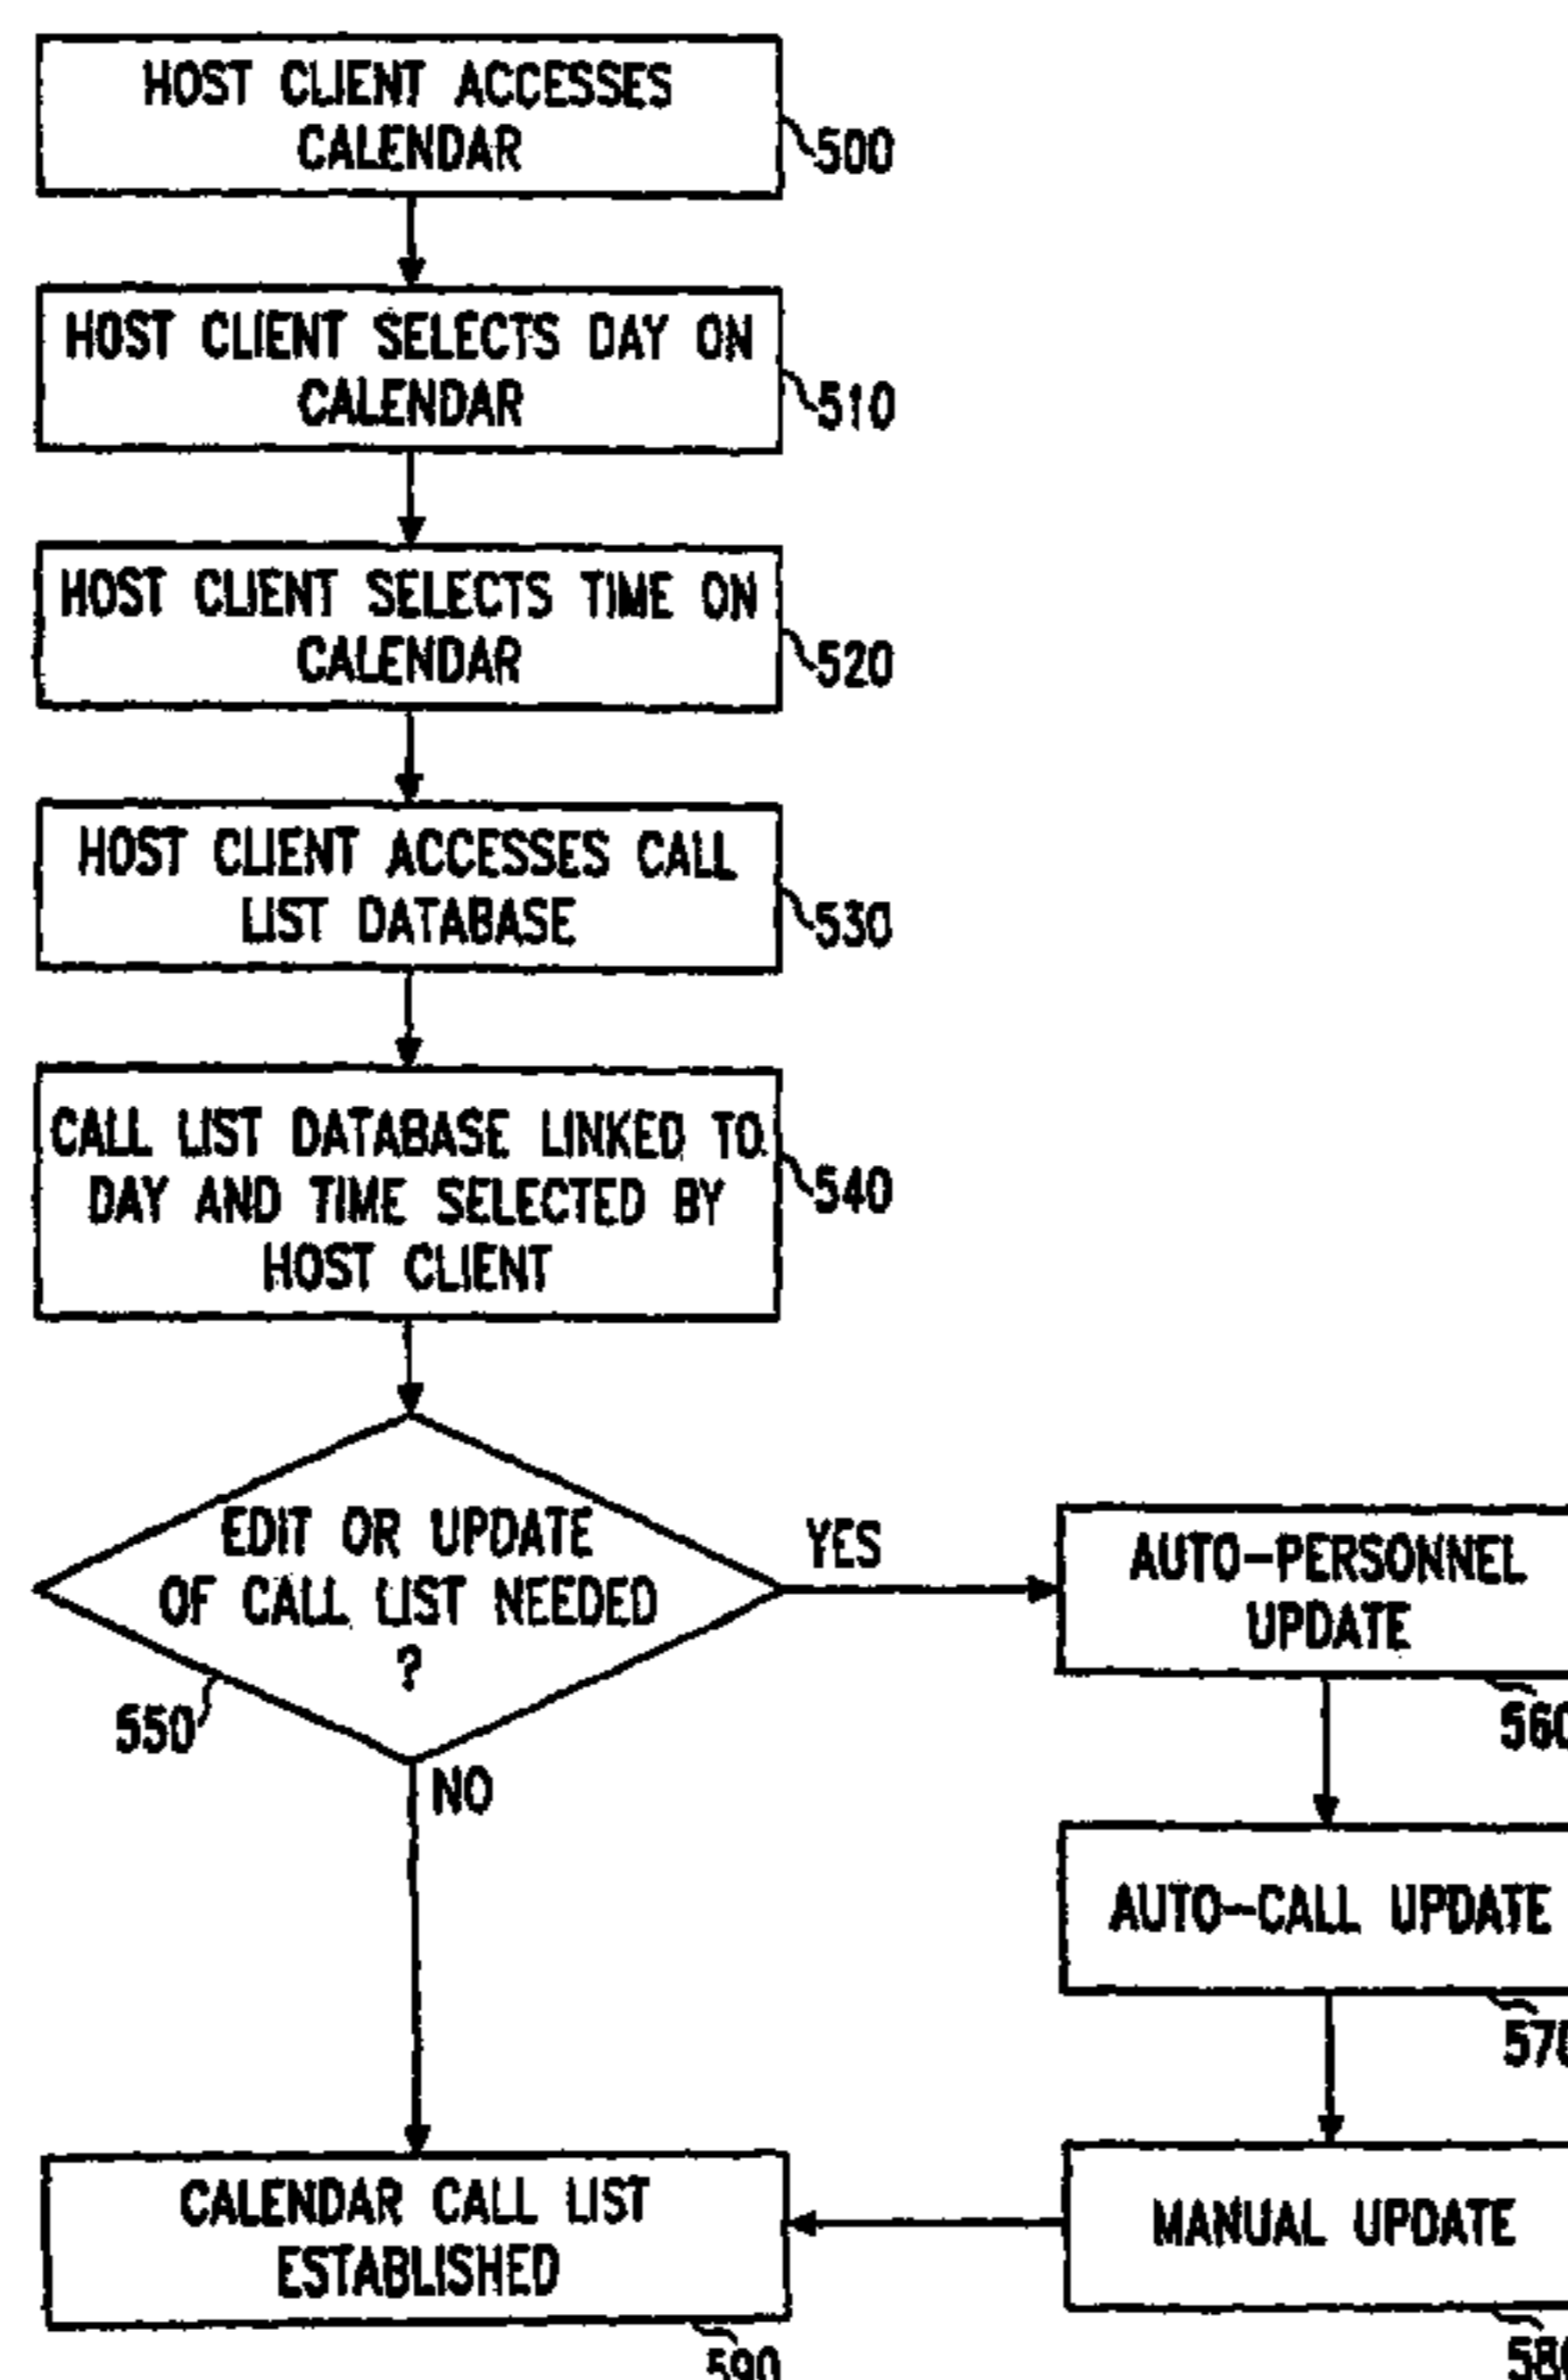 HOST CLIENT ACCESSES
CALENDAR
500
HOST CLIENT SELECTS DAY ON
CALENDAR
510
HOST CLIENT SELECTS TIME ON
CALENDAR
520
HOST CLIENT ACCESSES CALL
LIST DATABASE
530
CALL LIST DATABASE LINKED TO
DAY AND TIME SELECTED BY
HOST CLIENT
540
EDIT OR UPDATE
OF CALL LIST NEEDED
?
550
YES
NO
AUTO-PERSONNEL
UPDATE
560
AUTO-CALL UPDATE
570
MANUAL UPDATE
580
CALENDAR CALL LIST
ESTABLISHED
590